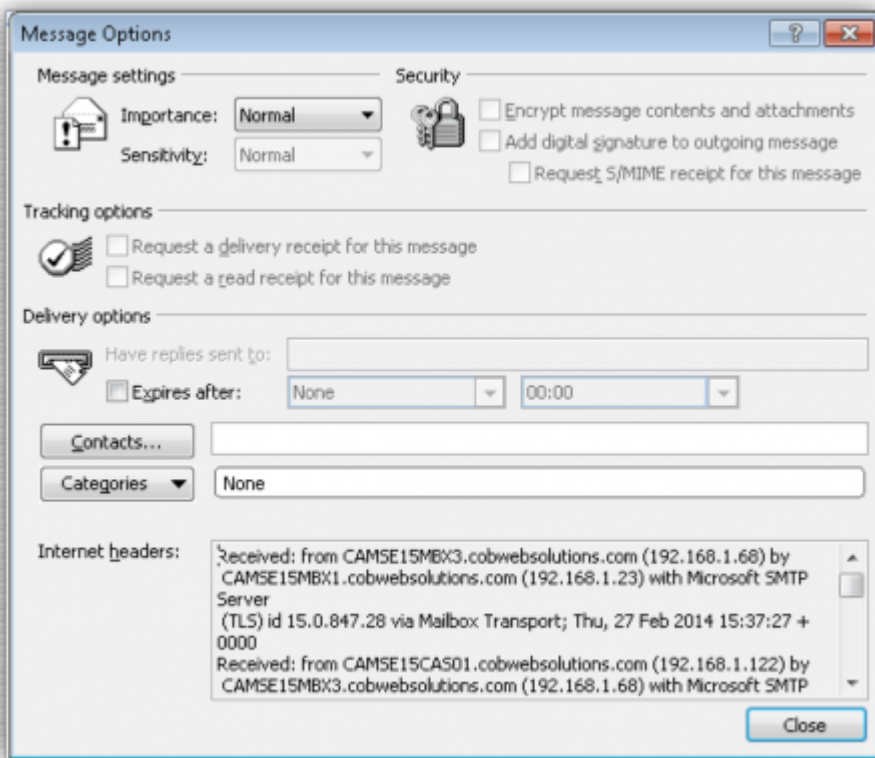 Message Options
Message settings
Security
Importance: Normal
Sensitivity: Normal
Encrypt message contents and attachments
Add digital signature to outgoing message
Request S/MIME receipt for this message
Tracking options
Request a delivery receipt for this message
Request a read receipt for this message
Delivery options
Have replies sent to:
Expires after: None 00:00
Contacts...
Categories None
Internet headers:
Received: from CAMSE15MBX3.cobwebsolutions.com (192.168.1.68) by
CAMSE15MBX1.cobwebsolutions.com (192.168.1.23) with Microsoft SMTP
Server
(TLS) id 15.0.847.28 via Mailbox Transport; Thu, 27 Feb 2014 15:37:27 +
0000
Received: from CAMSE15CAS01.cobwebsolutions.com (192.168.1.122) by
CAMSE15MBX3.cobwebsolutions.com (192.168.1.68) with Microsoft SMTP
Close